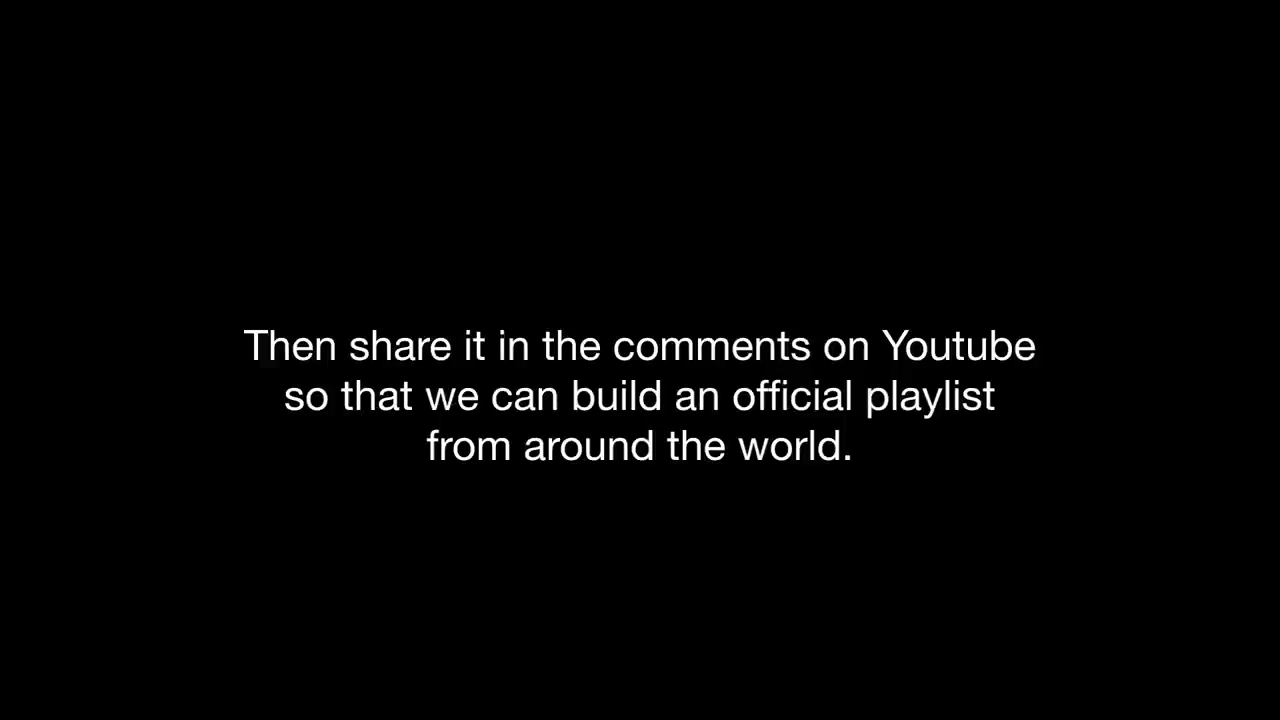 Then share it in the comments on Youtube
so that we can build an official playlist
from around the world.